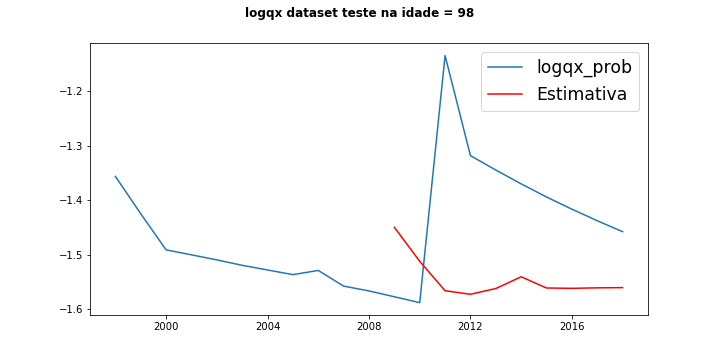 logqx dataset teste na idade = 98
logqx_prob
Estimativa
−1.2
−1.3
−1.4
−1.5
−1.6
2000 2004 2008 2012 2016